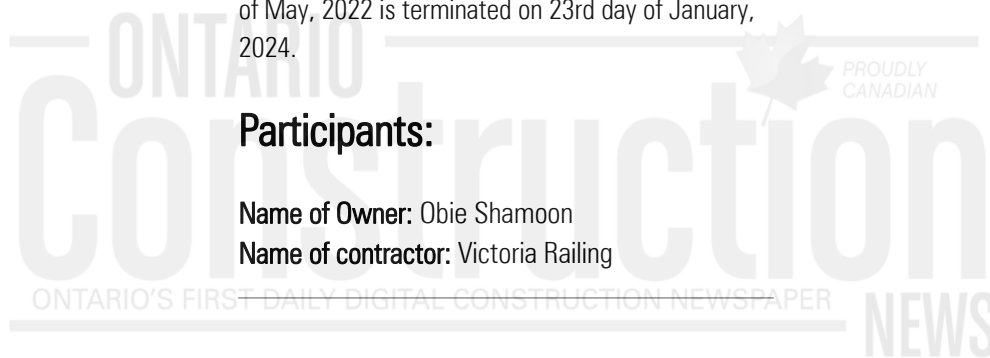 of May, 2022 is terminated on 23rd day of January,
2024.
ONTARIO
Construction
PROUDLY
CANADIAN
Participants:
Name of Owner: Obie Shamoon
Name of contractor: Victoria Railing
ONTARIO'S FIRST DAILY DIGITAL CONSTRUCTION NEWSPAPER
NEWS